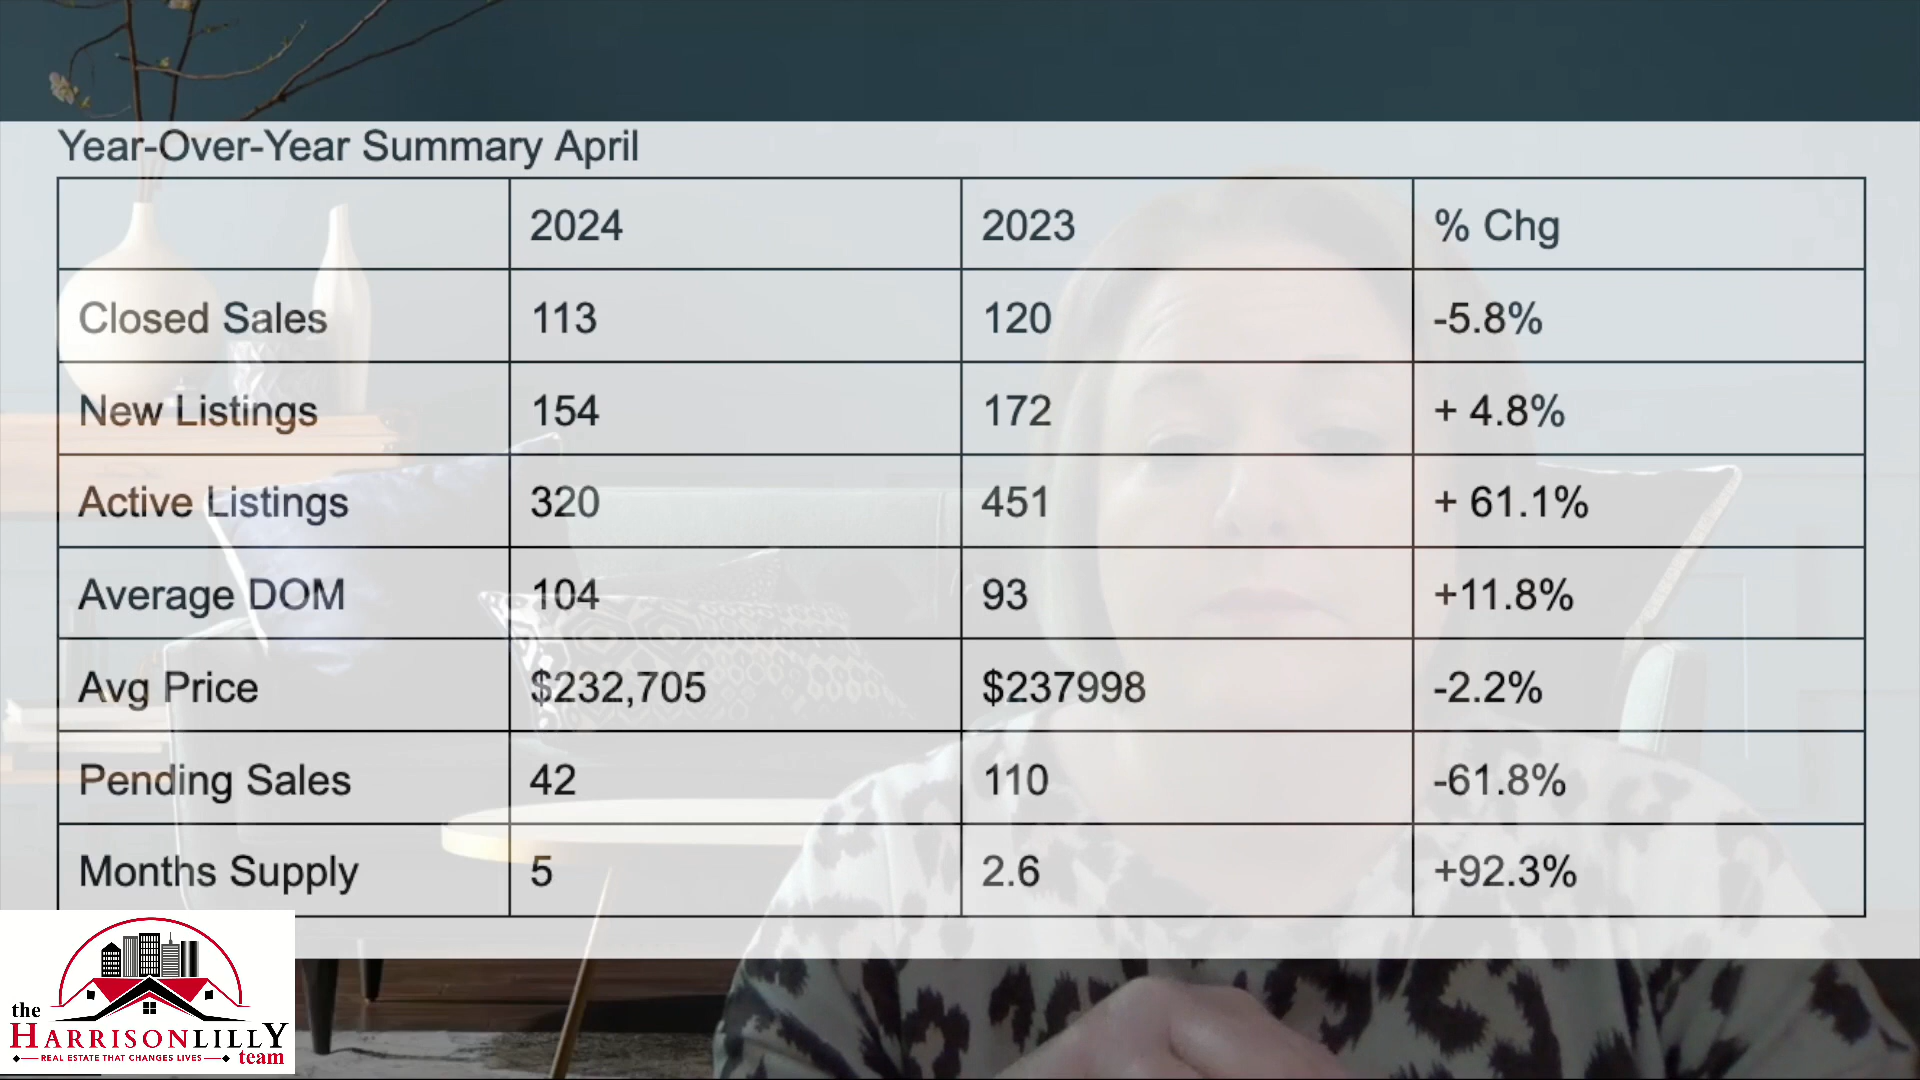 Year-Over-Year Summary April
2024 2023 % Chg
Closed Sales 113 120 -5.8%
New Listings 154 172 + 4.8%
Active Listings 320 451 + 61.1%
Average DOM 104 93 +11.8%
Avg Price $232,705 $237998 -2.2%
Pending Sales 42 110 -61.8%
Months Supply 5 2.6 +92.3%
the
HARRISONLILLY
REAL ESTATE THAT CHANGES LIVES team